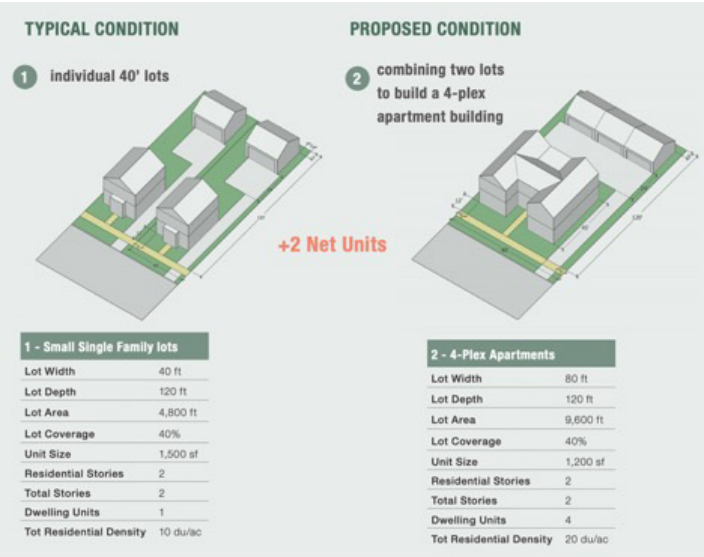 TYPICAL CONDITION
1 individual 40' lots
PROPOSED CONDITION
2 combining two lots
to build a 4-plex
apartment building
+2 Net Units
1 - Small Single Family lots
Lot Width 40 ft
Lot Depth 120 ft
Lot Area 4,800 ft
Lot Coverage 40%
Unit Size 1,500 sf
Residential Stories 2
Total Stories 2
Dwelling Units 1
Tot Residential Density 10 du/ac
2 - 4-Plex Apartments
Lot Width 80 ft
Lot Depth 120 ft
Lot Area 9,600 ft
Lot Coverage 40%
Unit Size 1,200 sf
Residential Stories 2
Total Stories 2
Dwelling Units 4
Tot Residential Density 20 du/ac